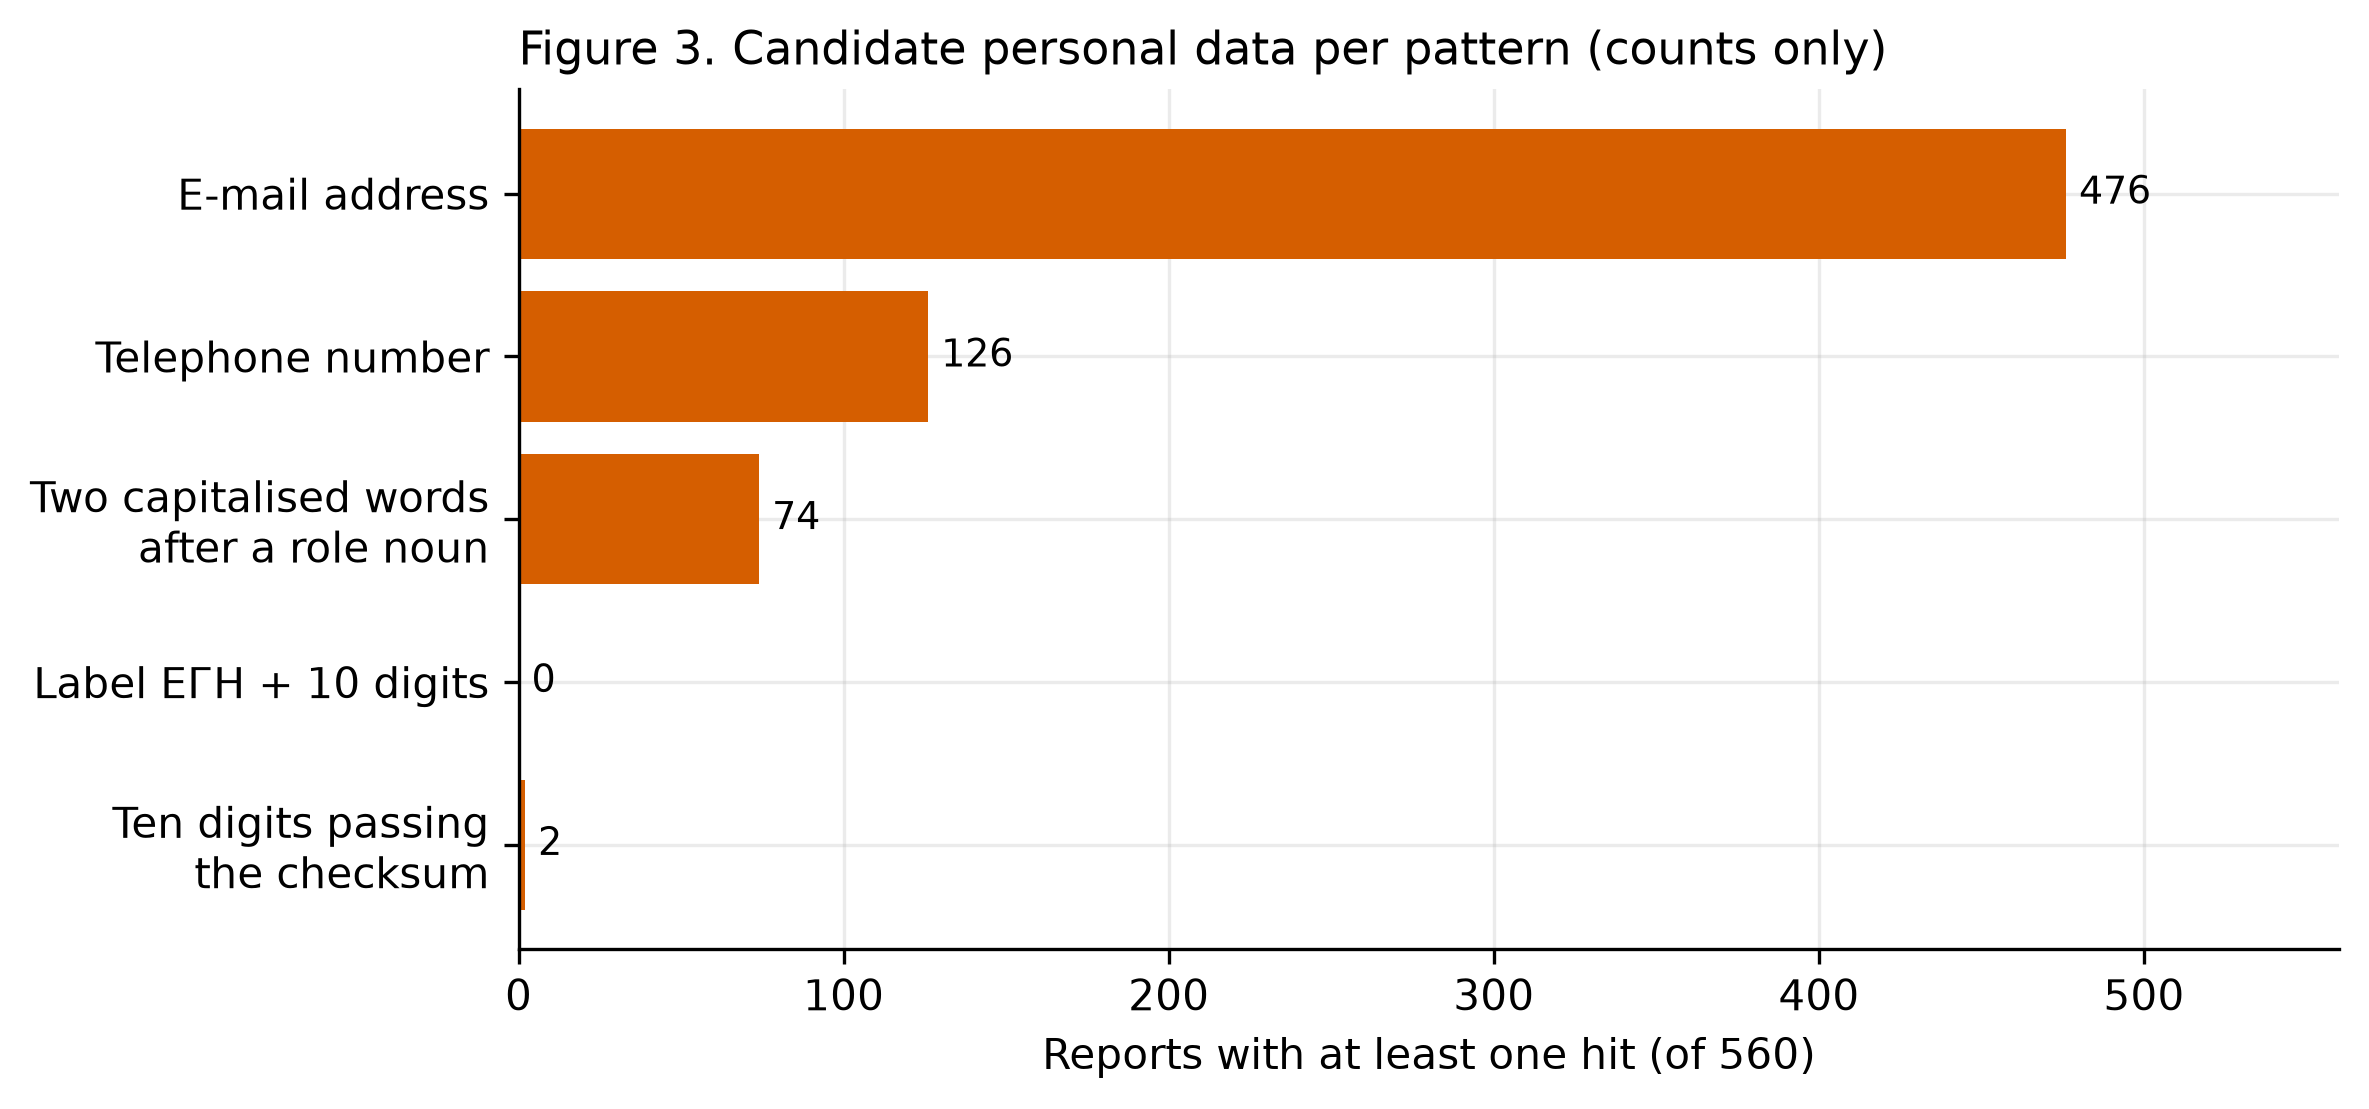 Figure 3. Candidate personal data per pattern (counts only)
E-mail address
476
Telephone number
126
Two capitalised words
after a role noun
74
Label ЕГН + 10 digits
0
Ten digits passing
the checksum
2
0 100 200 300 400 500
Reports with at least one hit (of 560)